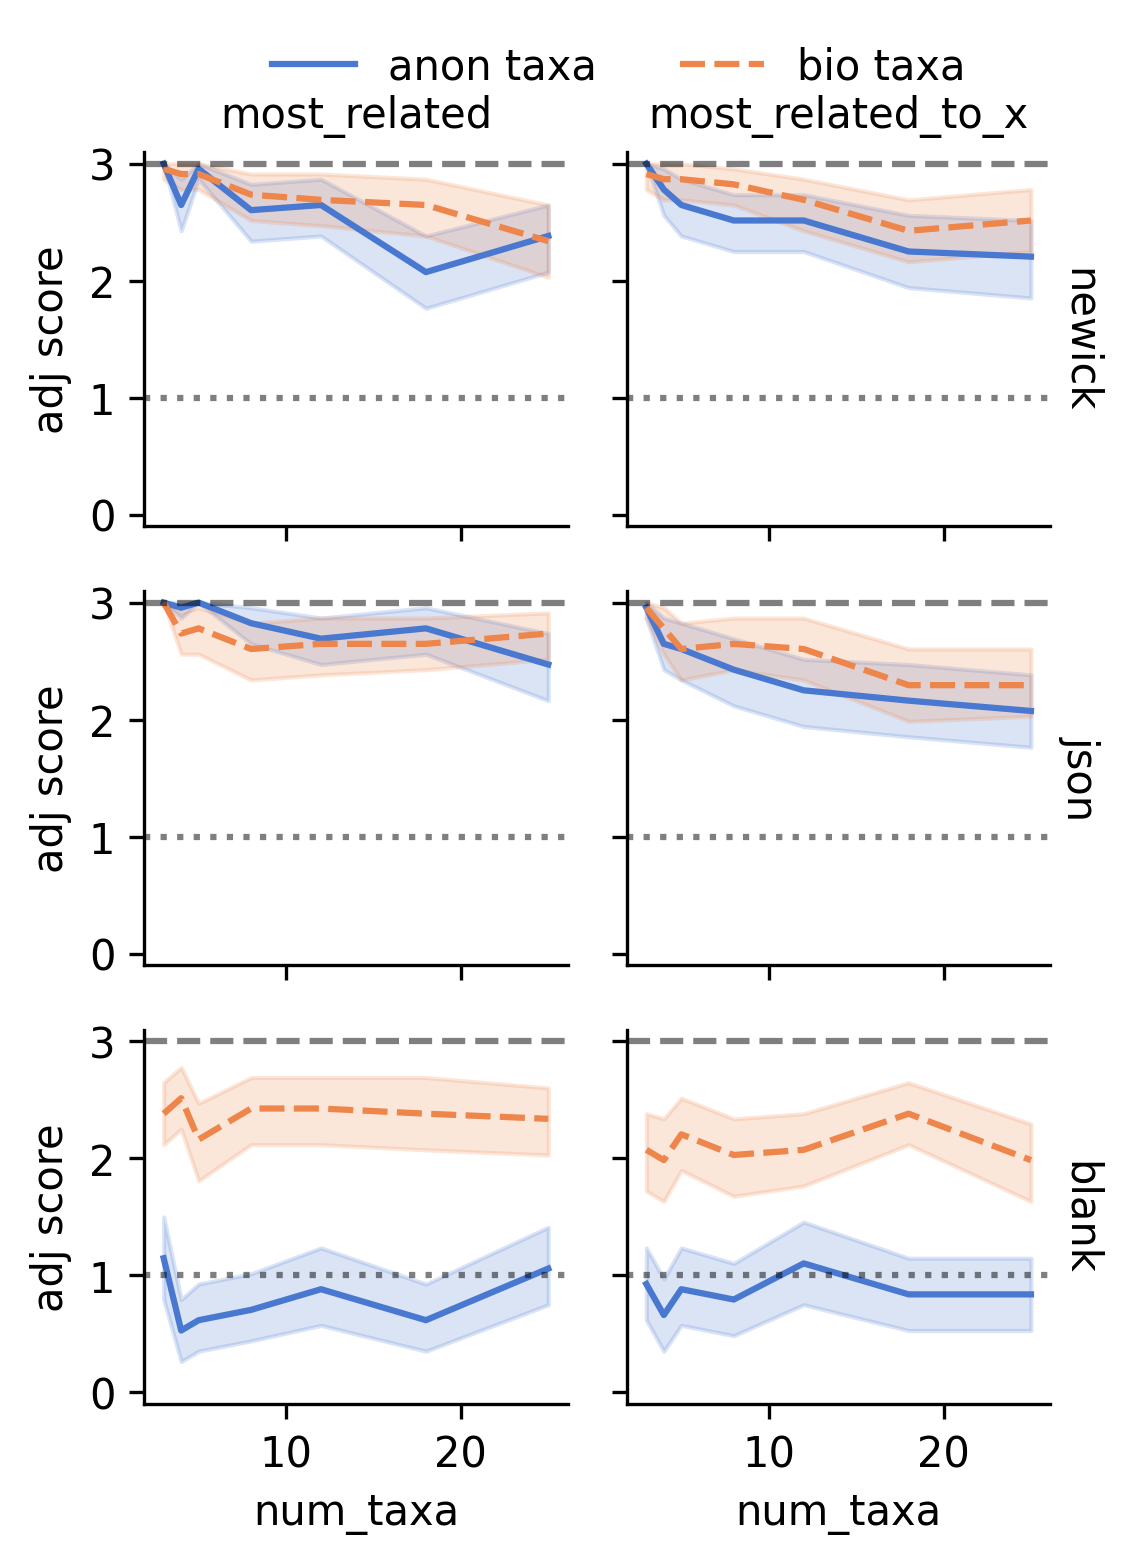 anon taxa bio taxa
most_related most_related_to_x
3
2
1
0
adj score
newick
3
2
1
0
adj score
json
3
2
1
0
adj score
blank
10 20 10 20
num_taxa num_taxa